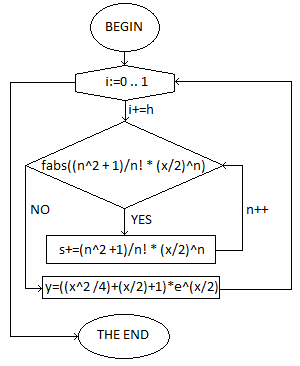 BEGIN
i:=0 .. 1
i+=h
fabs((n^2 + 1)/n! * (x/2)^n)
NO
YES
n++
s+=(n^2 +1)/n! * (x/2)^n
y=((x^2 /4)+(x/2)+1)*e^(x/2)
THE END